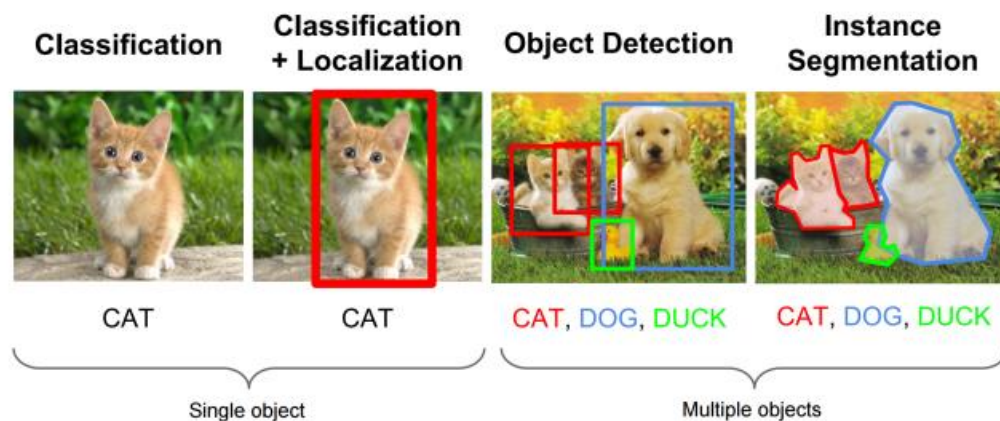 Classification
Classification
+ Localization
Object Detection
Instance
Segmentation
CAT
CAT
CAT, DOG, DUCK
CAT, DOG, DUCK
Single object
Multiple objects